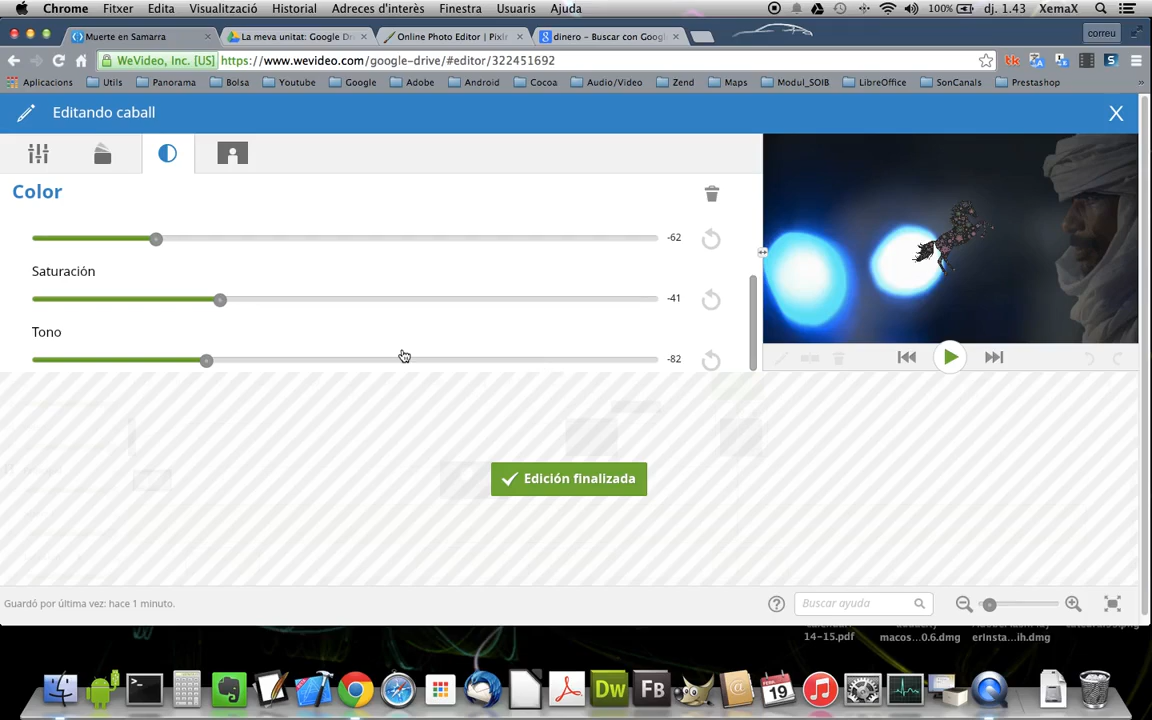 Chrome Fitxer Edita Visualització Historial Adreces d'interès Finestra Usuaris Ajuda 100% dj. 1.43 XemaX
Muerte en Samarra La meva unitat: Google Dr Online Photo Editor | Pixlr dinero – Buscar con Googl correu
WeVideo, Inc. [US] https://www.wevideo.com/google-drive/#editor/322451692
Aplicacions Utils Panorama Bolsa Youtube Google Adobe Android Cocoa Audio/Video Zend Maps Modul_SOIB LibreOffice SonCanals Prestashop »
Editando caball X
Color
-62
Saturación
-41
Tono
-82
Edición finalizada
Guardó por última vez: hace 1 minuto. ? Buscar ayuda
14-15.pdf macos...0.6.dmg erInsta...ih.dmg
Dw Fb FEBR. 19